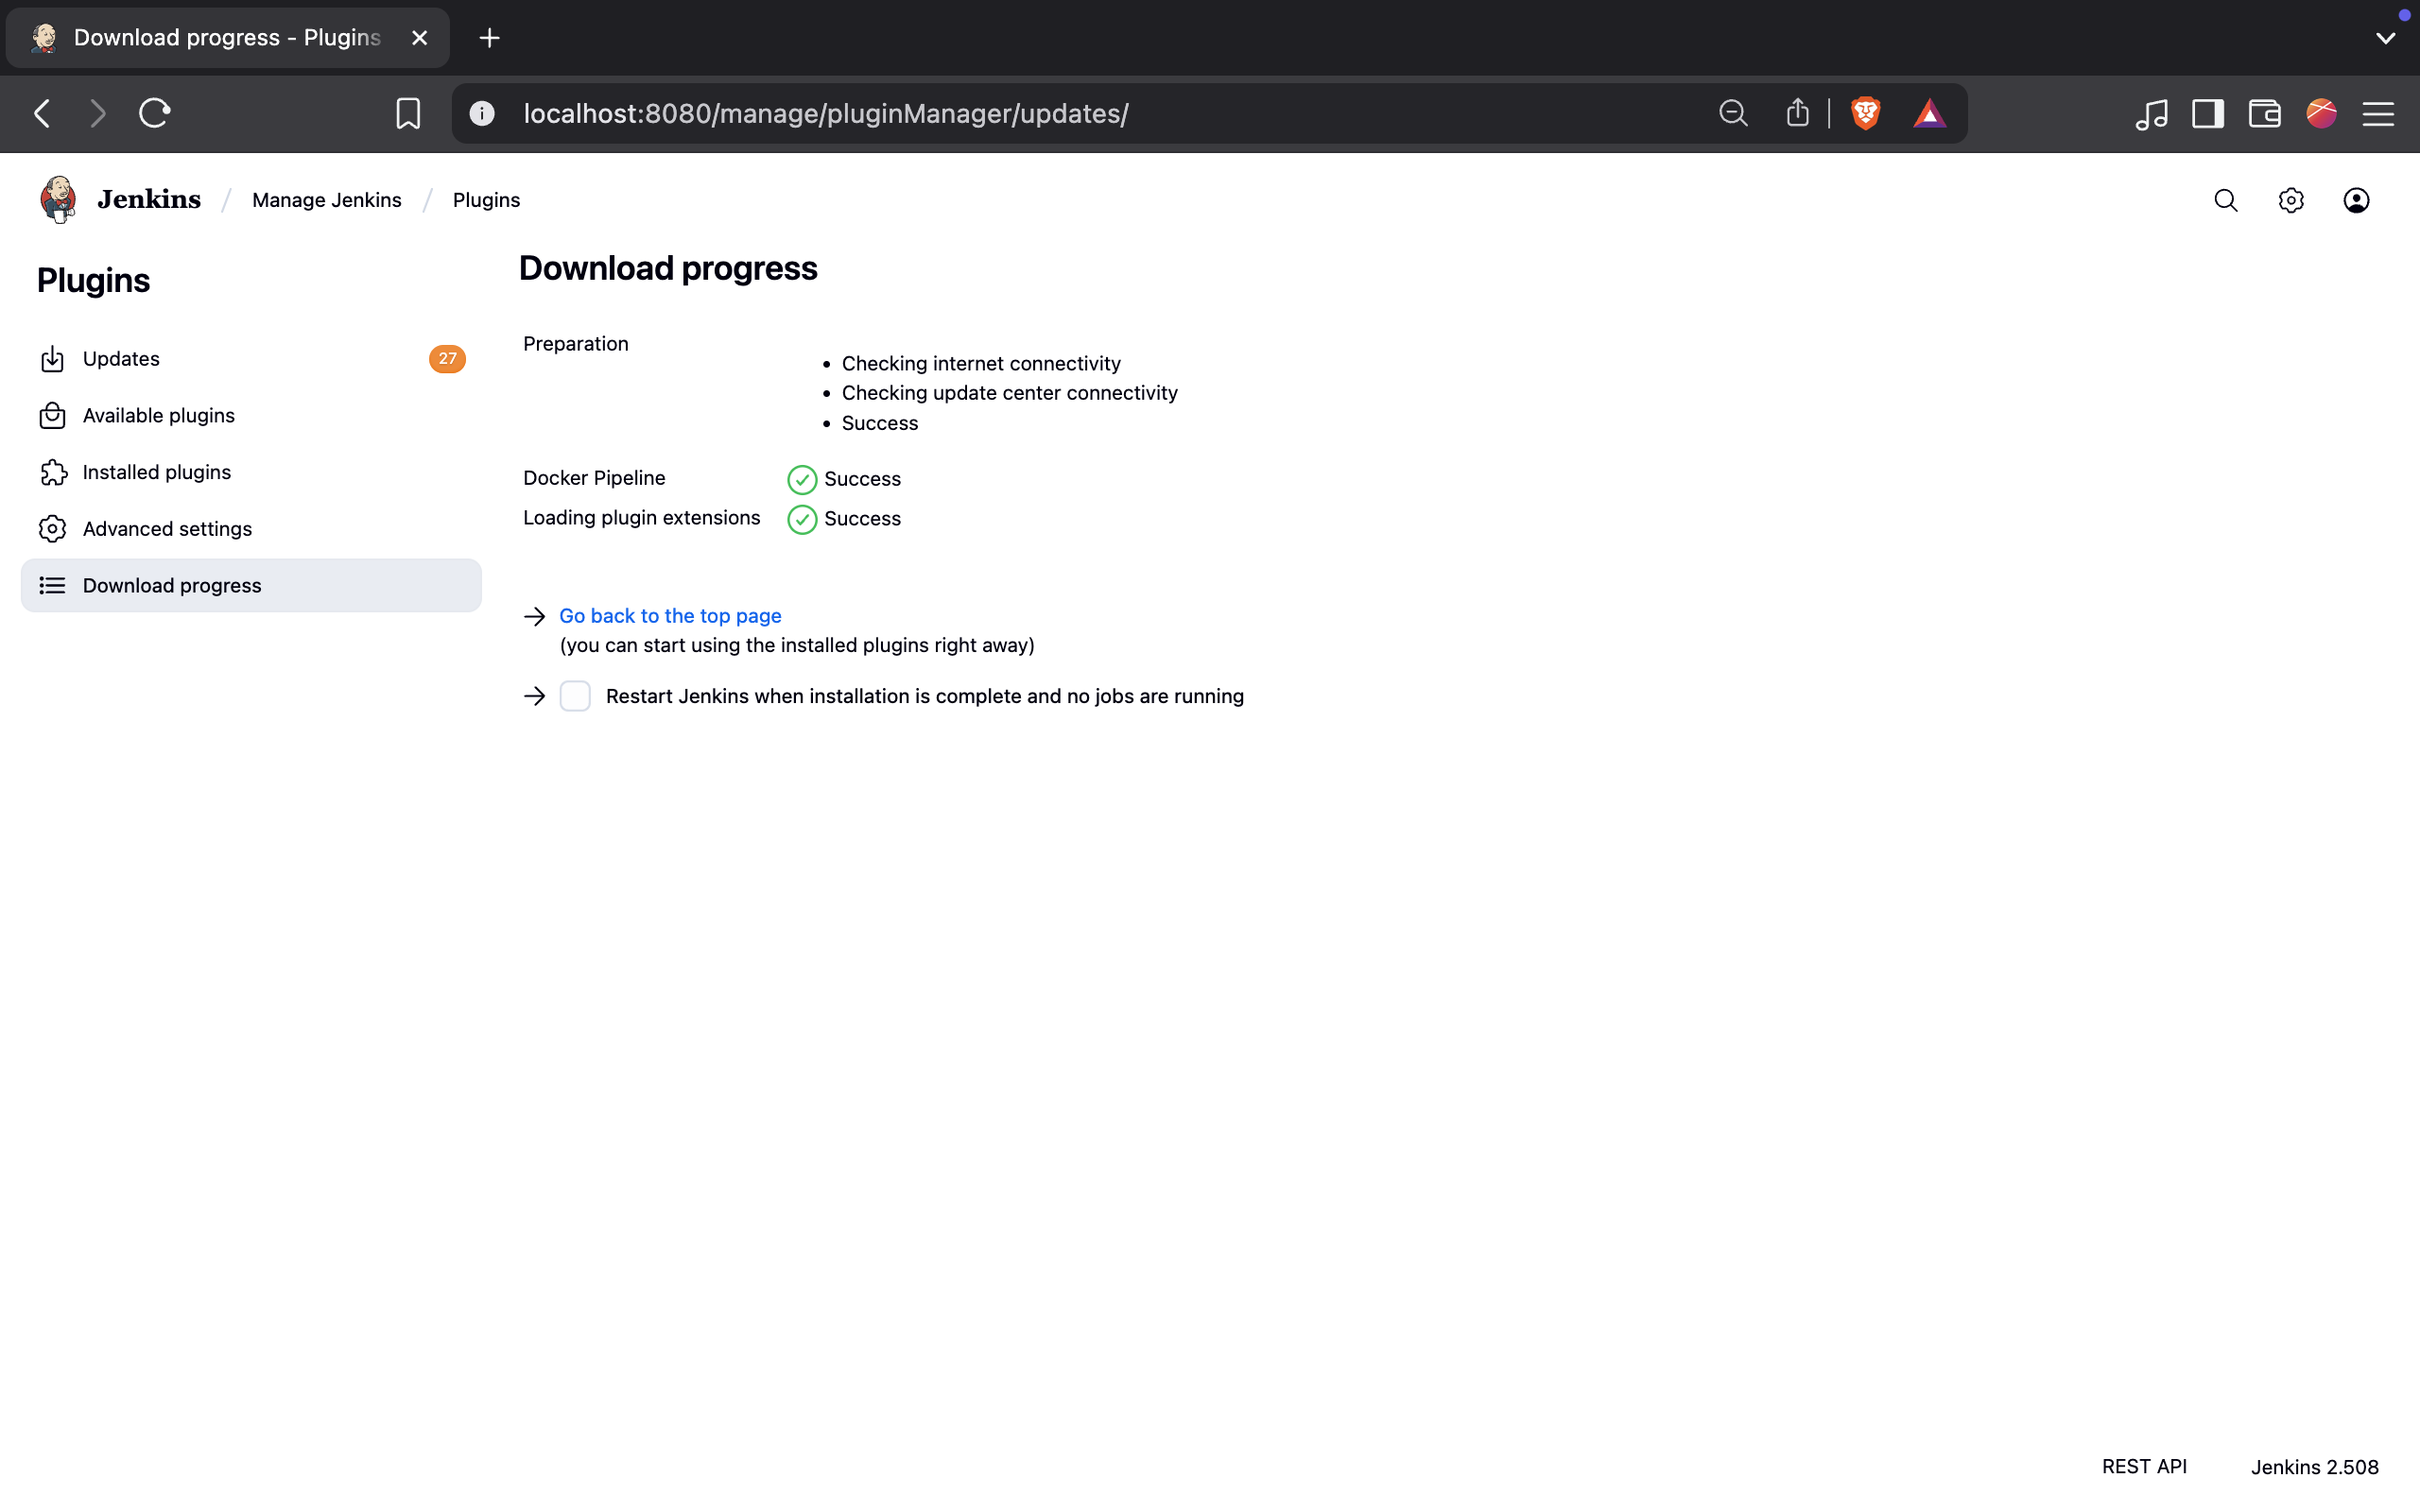 Download progress - Plugins
localhost:8080/manage/pluginManager/updates/
Jenkins / Manage Jenkins / Plugins
Plugins
Updates 27
Available plugins
Installed plugins
Advanced settings
Download progress
Download progress
Preparation
• Checking internet connectivity
• Checking update center connectivity
• Success
Docker Pipeline Success
Loading plugin extensions Success
→ Go back to the top page
(you can start using the installed plugins right away)
→ Restart Jenkins when installation is complete and no jobs are running
REST API Jenkins 2.508